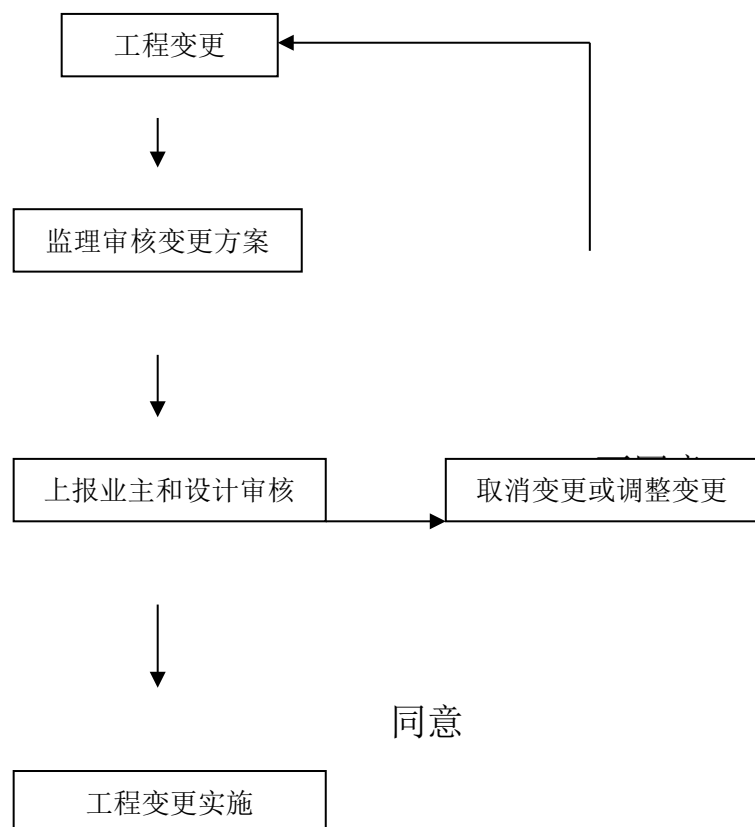 工程变更
监理审核变更方案
上报业主和设计审核
取消变更或调整变更
同意
工程变更实施